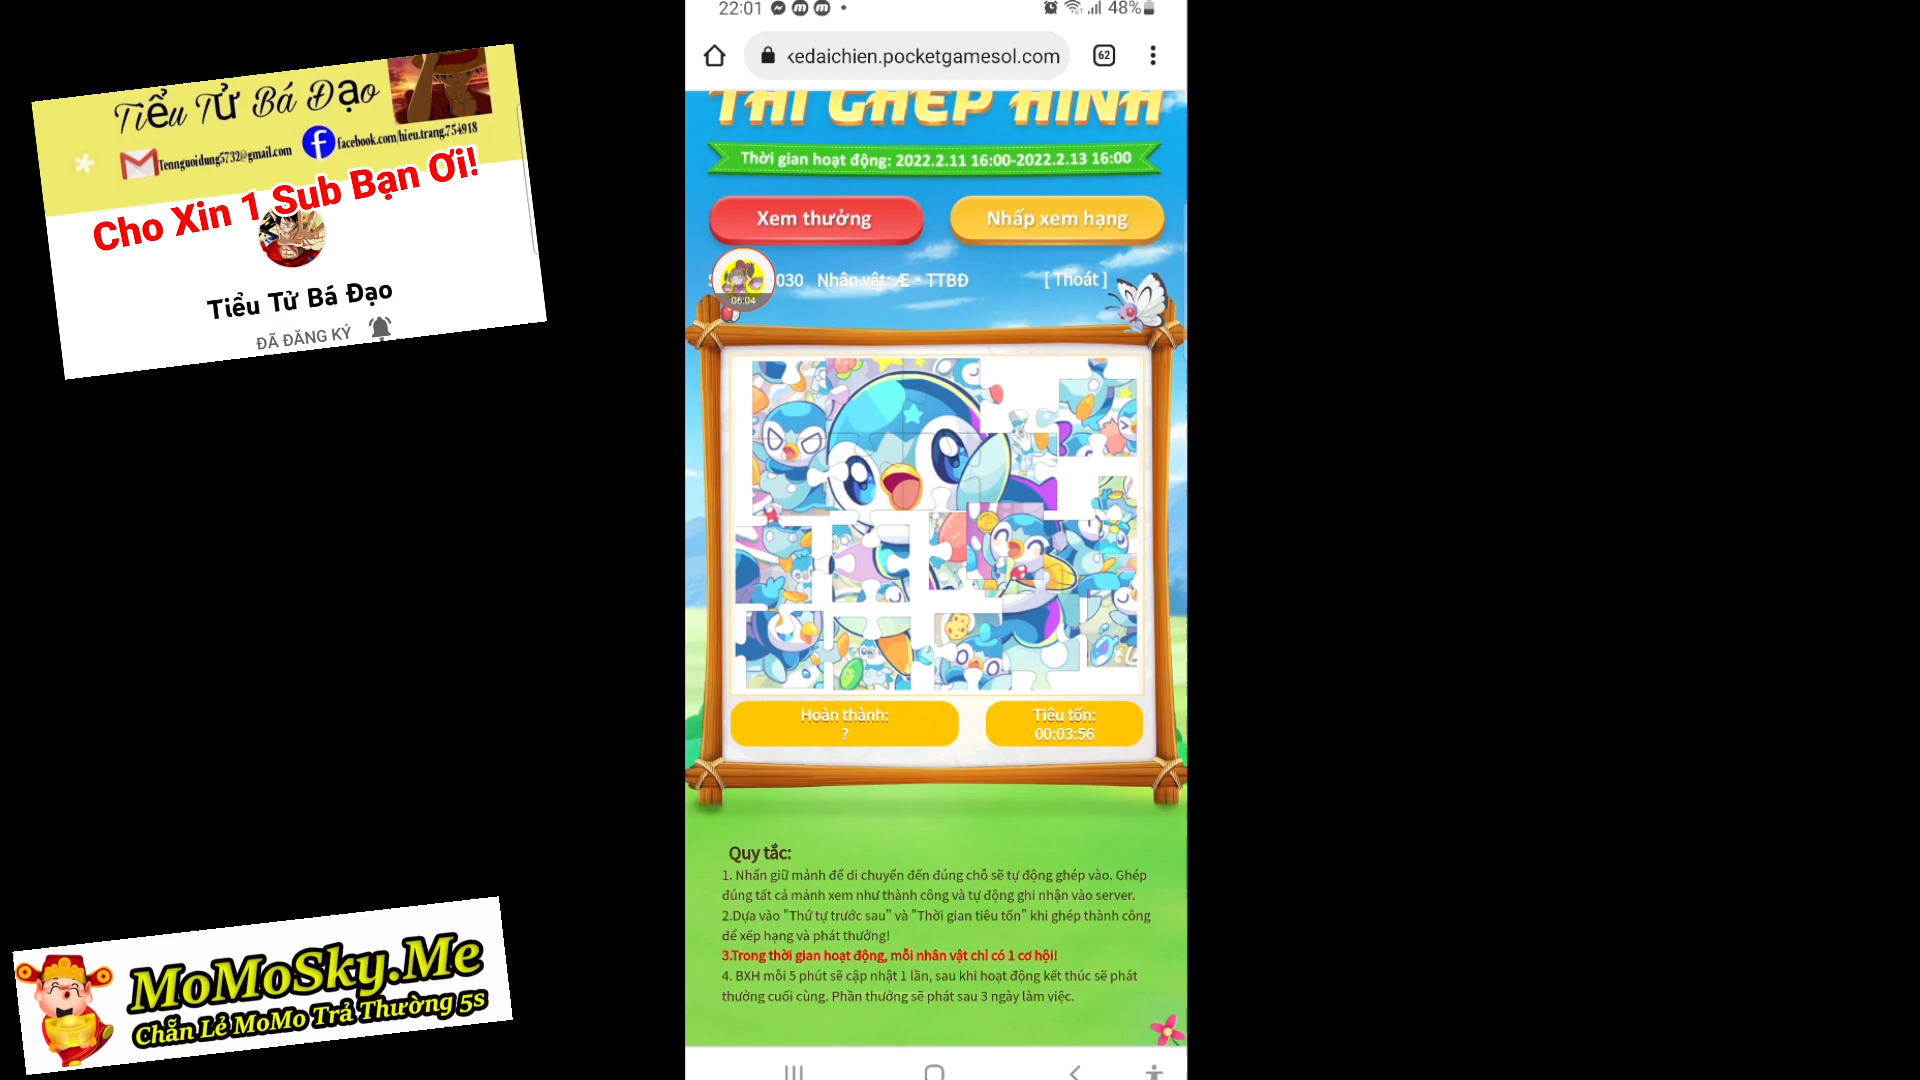 Tiểu Tử Bá Đạo
Tennguoidung5732@gmail.com
facebook.com/hieu.trang.754918
Cho Xin 1 Sub Bạn Ơi!
Tiểu Tử Bá Đạo
ĐÃ ĐĂNG KÝ
MoMoSky.Me
Chẵn Lẻ MoMo Trả Thường 5s
22:01
48%
kedaichien.pocketgamesol.com
62
THI GHÉP HÌNH
Thời gian hoạt động: 2022.2.11 16:00-2022.2.13 16:00
Xem thưởng
Nhấp xem hạng
030 Nhân vật: Æ・TTBĐ
[ Thoát ]
06:04
Hoàn thành:
?
Tiêu tốn:
00:03:56
Quy tắc:
1. Nhấn giữ mảnh để di chuyển đến đúng chỗ sẽ tự động ghép vào. Ghép
đúng tất cả mảnh xem như thành công và tự động ghi nhận vào server.
2.Dựa vào "Thứ tự trước sau" và "Thời gian tiêu tốn" khi ghép thành công
để xếp hạng và phát thưởng!
3.Trong thời gian hoạt động, mỗi nhân vật chỉ có 1 cơ hội!
4. BXH mỗi 5 phút sẽ cập nhật 1 lần, sau khi hoạt động kết thúc sẽ phát
thưởng cuối cùng. Phần thưởng sẽ phát sau 3 ngày làm việc.